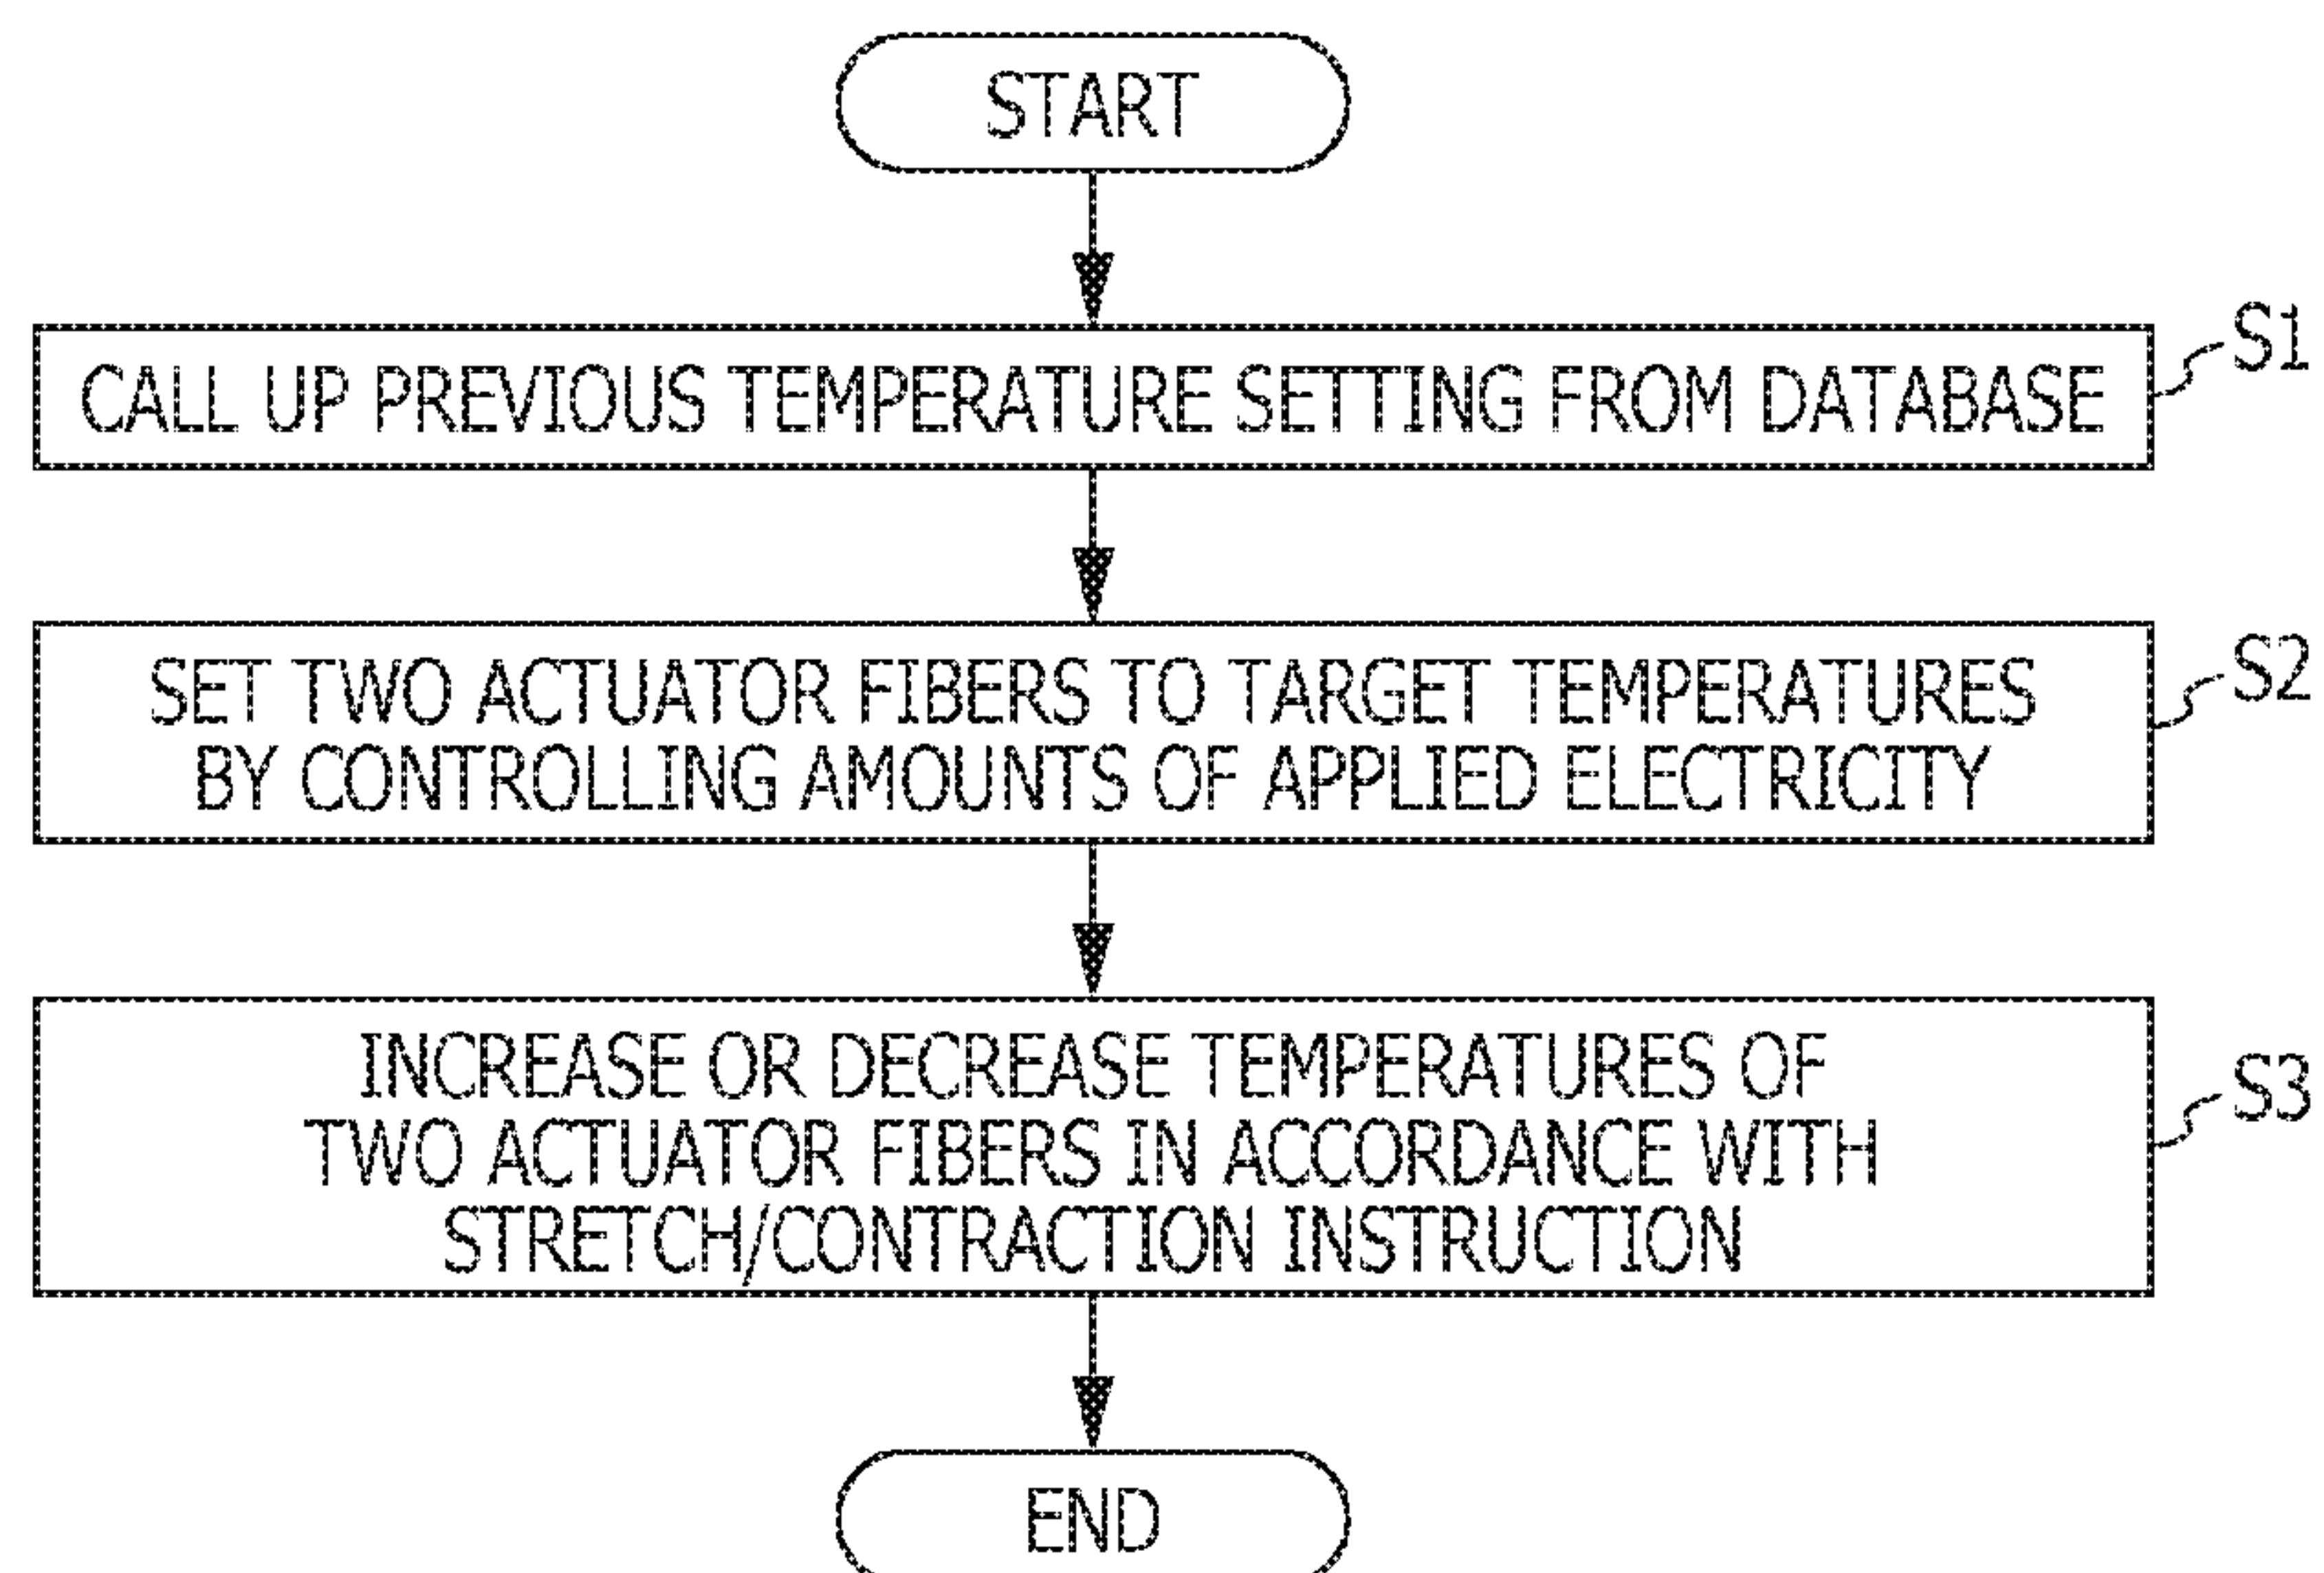 START
CALL UP PREVIOUS TEMPERATURE SETTING FROM DATABASE
S1
SET TWO ACTUATOR FIBERS TO TARGET TEMPERATURES
BY CONTROLLING AMOUNTS OF APPLIED ELECTRICITY
S2
INCREASE OR DECREASE TEMPERATURES OF
TWO ACTUATOR FIBERS IN ACCORDANCE WITH
STRETCH/CONTRACTION INSTRUCTION
S3
END